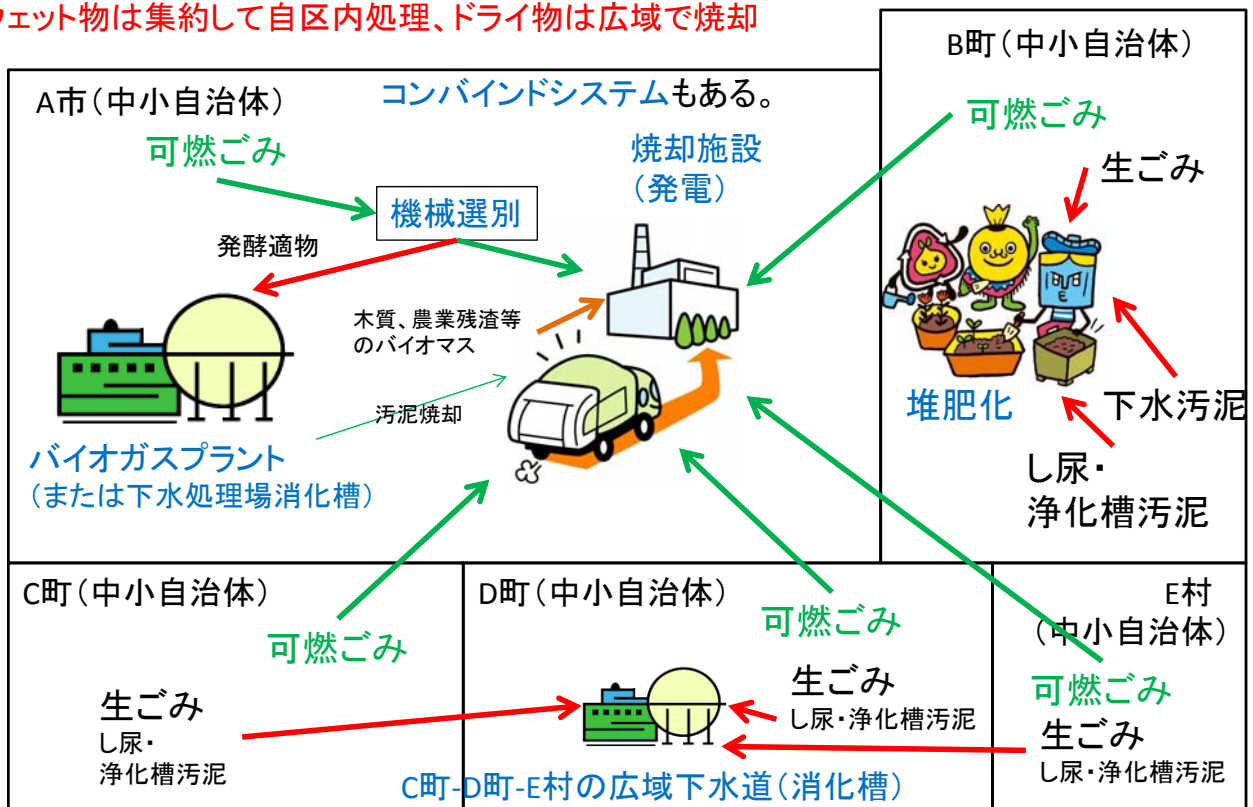 ウェット物は集約して自区内処理、ドライ物は広域で焼却
A市(中小自治体)
コンバインドシステムもある。
可燃ごみ
機械選別
焼却施設
(発電)
発酵適物
木質、農業残渣等
のバイオマス
汚泥焼却
バイオガスプラント
(または下水処理場消化槽)
B町(中小自治体)
可燃ごみ
生ごみ
堆肥化
下水汚泥
し尿・
浄化槽汚泥
C町(中小自治体)
可燃ごみ
生ごみ
し尿・
浄化槽汚泥
D町(中小自治体)
可燃ごみ
生ごみ
し尿・浄化槽汚泥
C町-D町-E村の広域下水道(消化槽)
E村
(中小自治体)
可燃ごみ
生ごみ
し尿・浄化槽汚泥